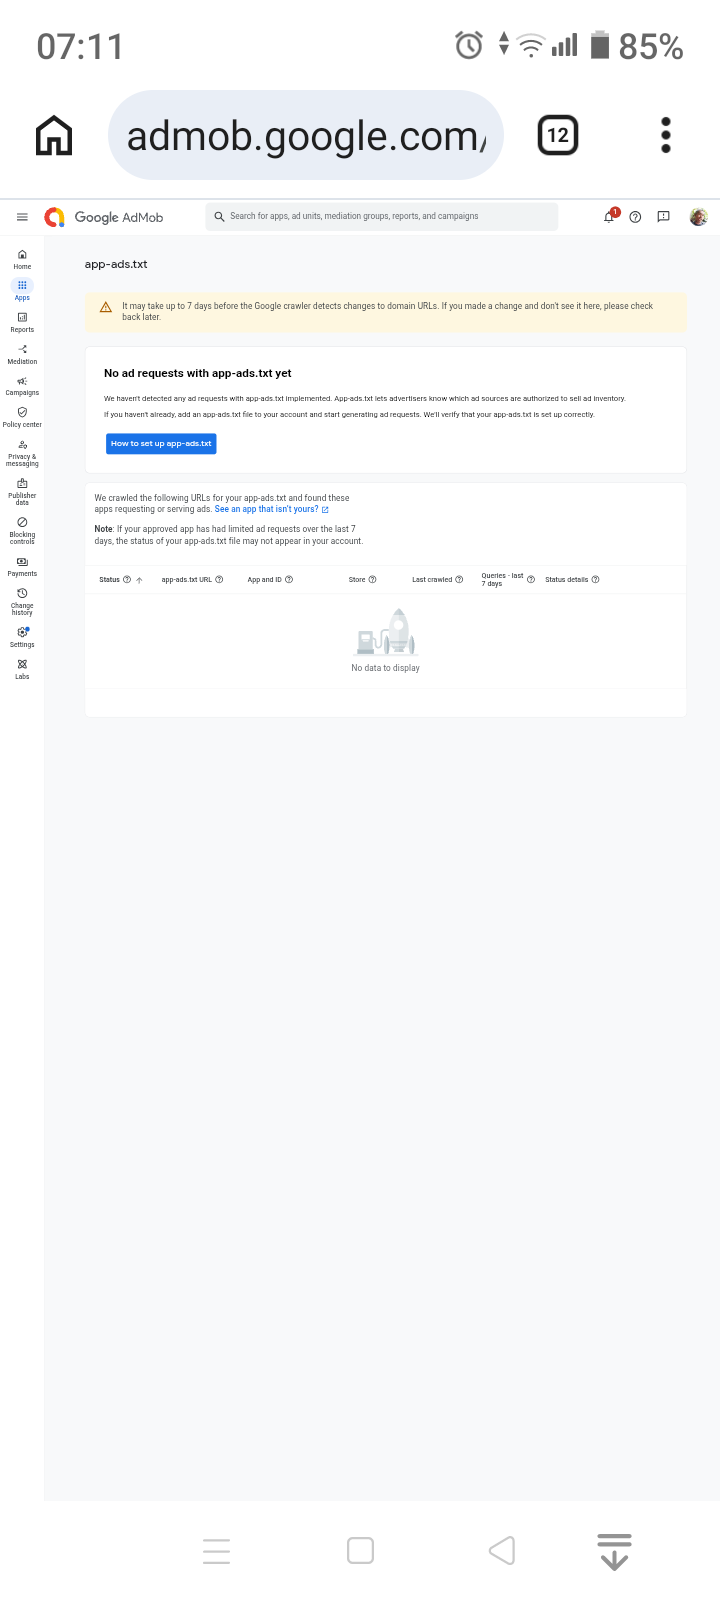 07:11
85%
admob.google.com/
12
Google AdMob
Search for apps, ad units, mediation groups, reports, and campaigns
1
Home
Apps
Reports
Mediation
Campaigns
Policy center
Privacy &
messaging
Publisher
data
Blocking
controls
Payments
Change
history
Settings
Labs
app-ads.txt
It may take up to 7 days before the Google crawler detects changes to domain URLs. If you made a change and don't see it here, please check
back later.
No ad requests with app-ads.txt yet
We haven't detected any ad requests with app-ads.txt implemented. App-ads.txt lets advertisers know which ad sources are authorized to sell ad inventory.
If you haven't already, add an app-ads.txt file to your account and start generating ad requests. We'll verify that your app-ads.txt is set up correctly.
How to set up app-ads.txt
We crawled the following URLs for your app-ads.txt and found these
apps requesting or serving ads. See an app that isn't yours?
Note: If your approved app has had limited ad requests over the last 7
days, the status of your app-ads.txt file may not appear in your account.
Status app-ads.txt URL App and ID Store Last crawled Queries - last 7 days Status details
No data to display